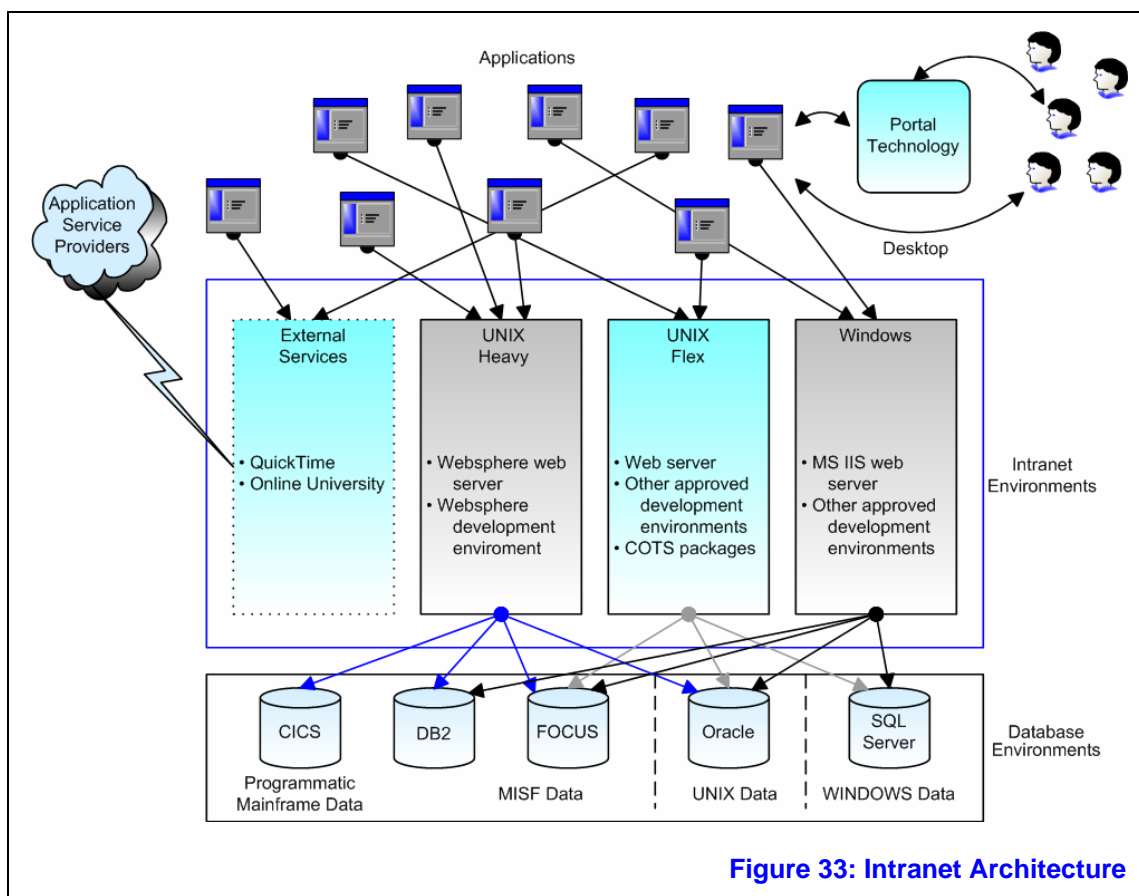 Applications
Portal
Technology
Desktop
Application
Service
Providers
External
Services
• QuickTime
• Online University
UNIX
Heavy
• Websphere web
server
• Websphere
development
enviroment
UNIX
Flex
• Web server
• Other approved
development
environments
• COTS packages
Windows
• MS IIS web
server
• Other approved
development
environments
Intranet
Environments
CICS
DB2
FOCUS
Oracle
SQL
Server
Database
Environments
Programmatic
Mainframe Data
MISF Data
UNIX Data
WINDOWS Data
Figure 33: Intranet Architecture